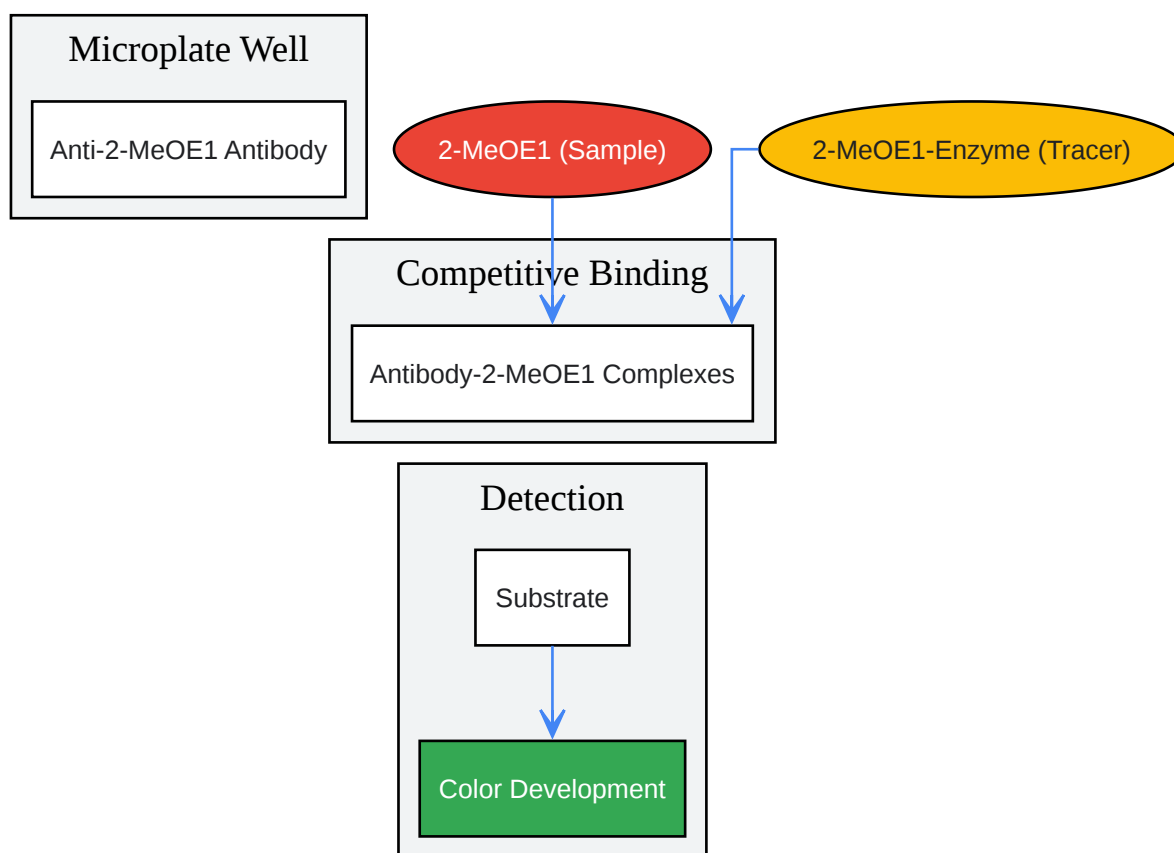 Microplate Well
Anti-2-MeOE1 Antibody
2-MeOE1 (Sample)
2-MeOE1-Enzyme (Tracer)
Competitive Binding
Antibody-2-MeOE1 Complexes
Detection
Substrate
Color Development